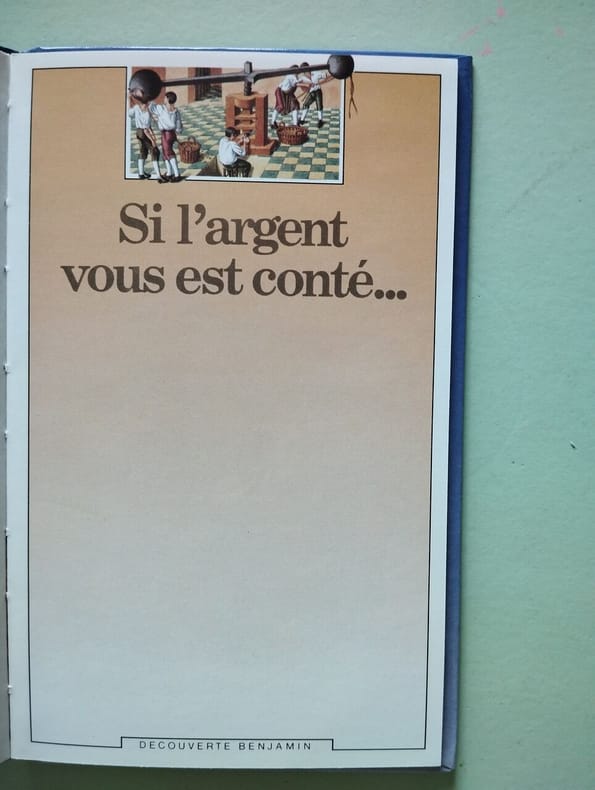 Si l'argent
vous est conté...
DECOUVERTE BENJAMIN